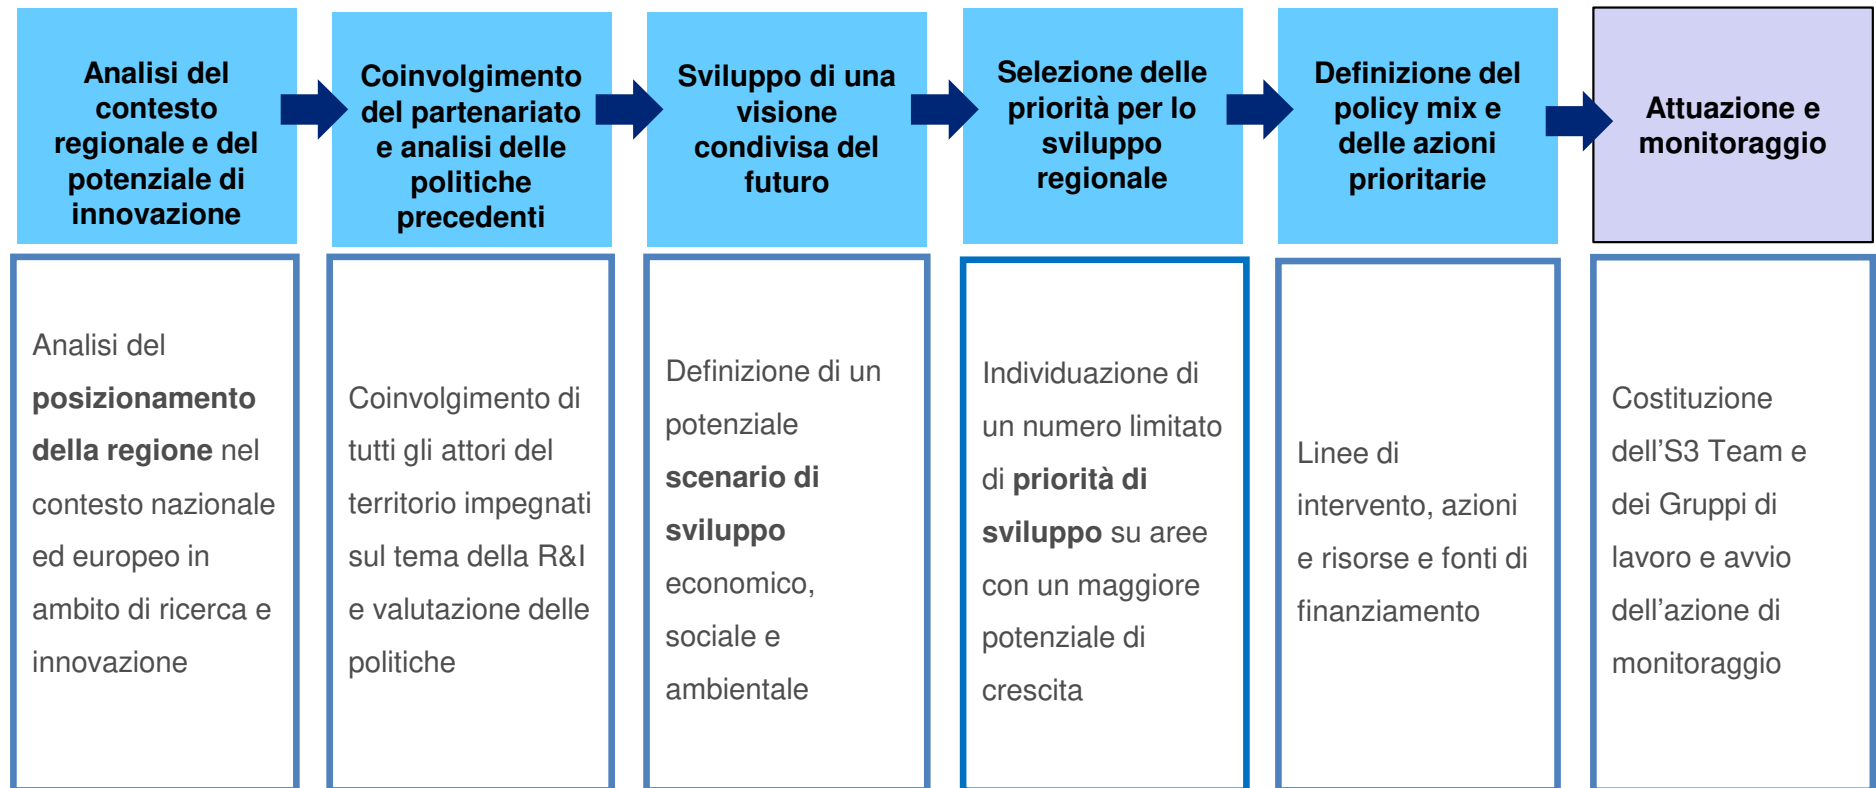 Analisi del
contesto
regionale e del
potenziale di
innovazione
Coinvolgimento
del partenariato
e analisi delle
politiche
precedenti
Sviluppo di una
visione
condivisa del
futuro
Selezione delle
priorità per lo
sviluppo
regionale
Definizione del
policy mix e
delle azioni
prioritarie
Attuazione e
monitoraggio
Analisi del
posizionamento
della regione nel
contesto nazionale
ed europeo in
ambito di ricerca e
innovazione
Coinvolgimento di
tutti gli attori del
territorio impegnati
sul tema della R&I
e valutazione delle
politiche
Definizione di un
potenziale
scenario di
sviluppo
economico,
sociale e
ambientale
Individuazione di
un numero limitato
di priorità di
sviluppo su aree
con un maggiore
potenziale di
crescita
Linee di
intervento, azioni
e risorse e fonti di
finanziamento
Costituzione
dell’S3 Team e
dei Gruppi di
lavoro e avvio
dell’azione di
monitoraggio